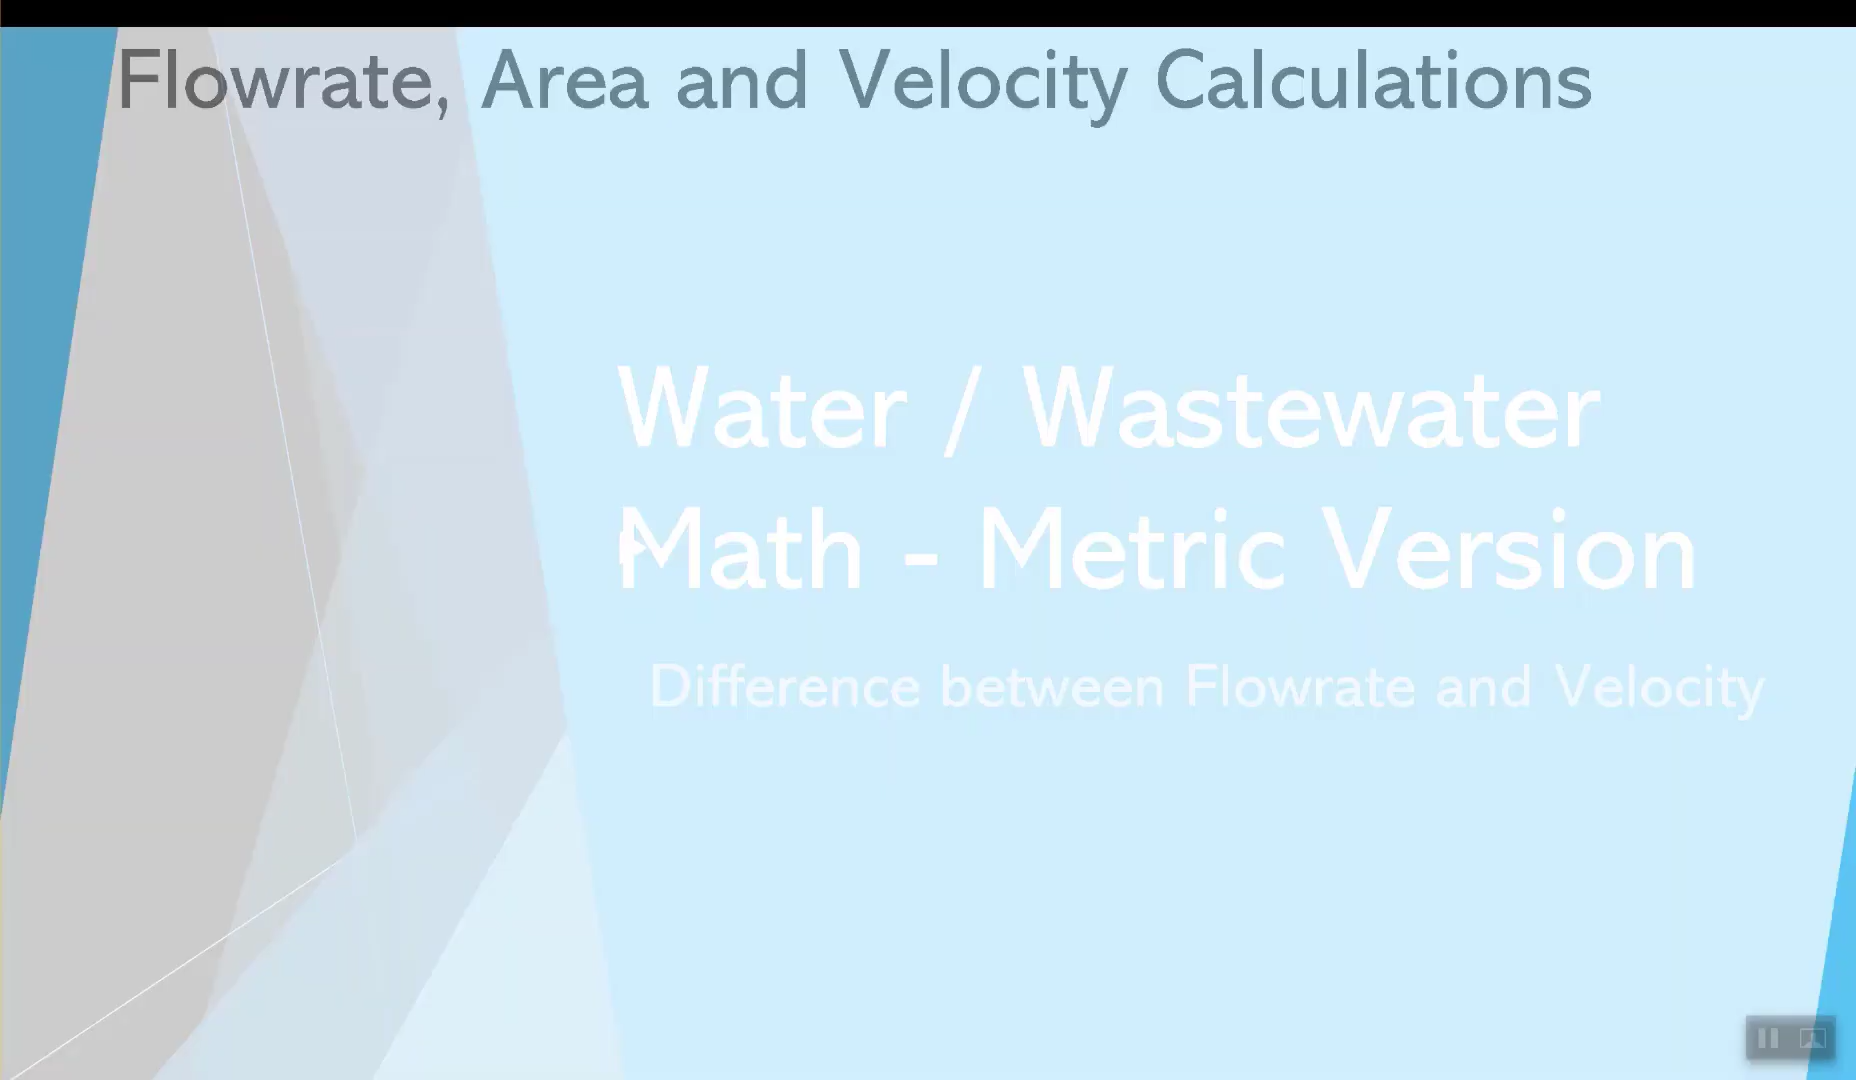 Flowrate, Area and Velocity Calculations
Water / Wastewater
Math - Metric Version
Difference between Flowrate and Velocity